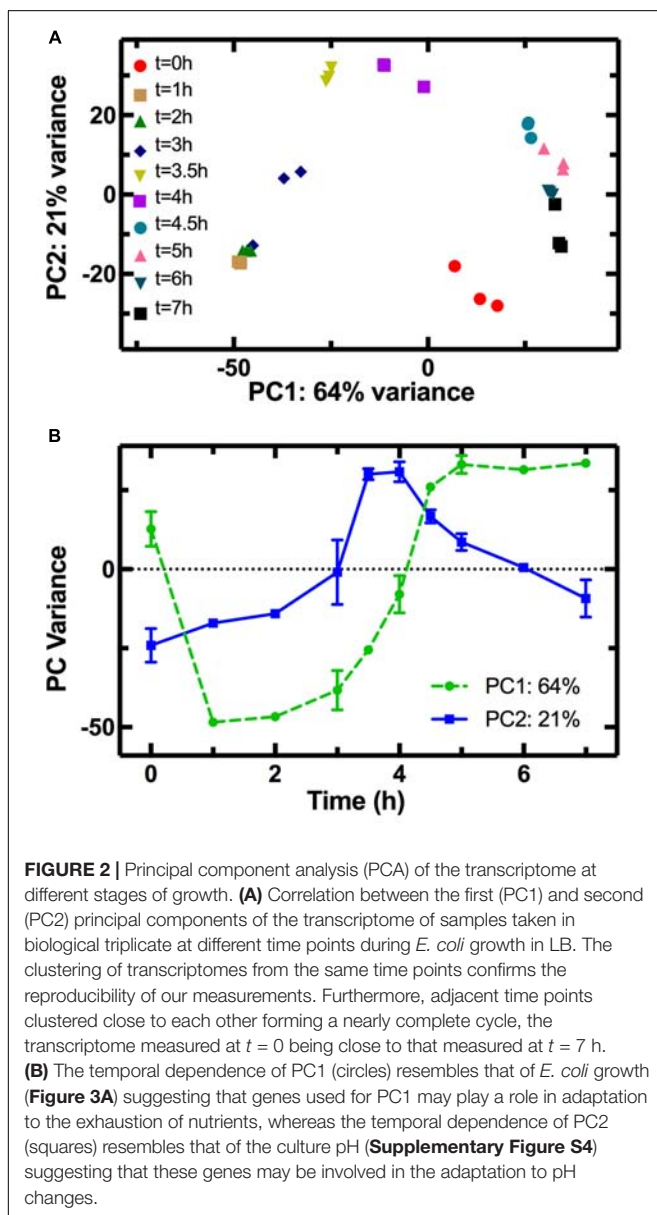 A
t=0h
t=1h
t=2h
t=3h
t=3.5h
t=4h
t=4.5h
t=5h
t=6h
t=7h
20
0
-20
PC2: 21% variance
-50
0
PC1: 64% variance
B
0
-50
PC Variance
PC1: 64%
PC2: 21%
0
2
4
6
Time (h)
FIGURE 2 | Principal component analysis (PCA) of the transcriptome at
different stages of growth. (A) Correlation between the first (PC1) and second
(PC2) principal components of the transcriptome of samples taken in
biological triplicate at different time points during E. coli growth in LB. The
clustering of transcriptomes from the same time points confirms the
reproducibility of our measurements. Furthermore, adjacent time points
clustered close to each other forming a nearly complete cycle, the
transcriptome measured at t = 0 being close to that measured at t = 7 h.
(B) The temporal dependence of PC1 (circles) resembles that of E. coli growth
(Figure 3A) suggesting that genes used for PC1 may play a role in adaptation
to the exhaustion of nutrients, whereas the temporal dependence of PC2
(squares) resembles that of the culture pH (Supplementary Figure S4)
suggesting that these genes may be involved in the adaptation to pH
changes.